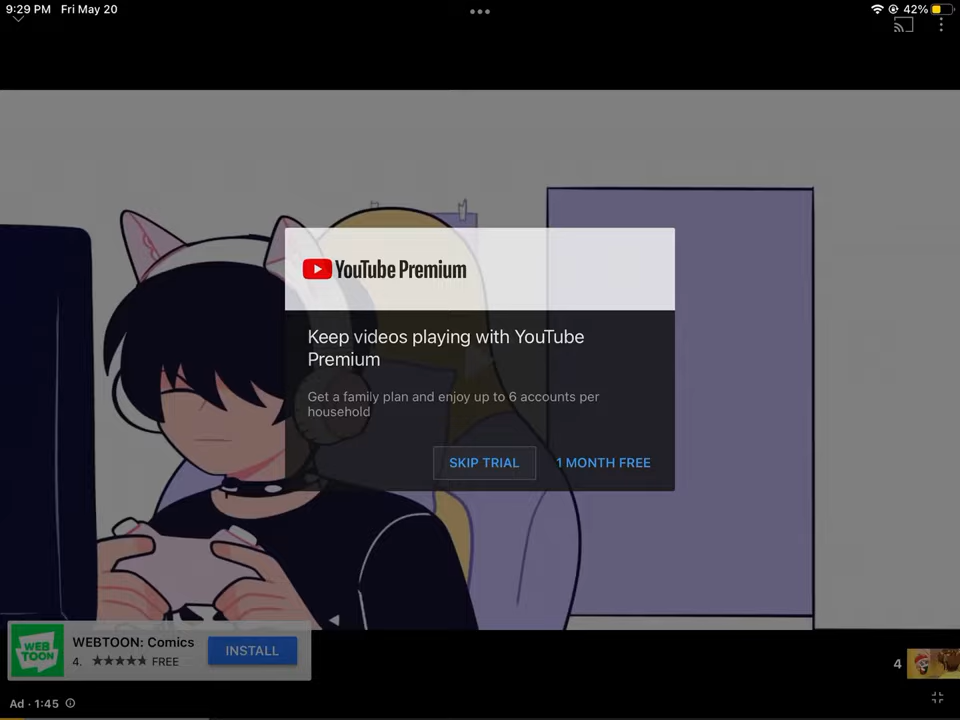 9:29 PM Fri May 20
42%
YouTube Premium
Keep videos playing with YouTube
Premium
Get a family plan and enjoy up to 6 accounts per
household
SKIP TRIAL
1 MONTH FREE
WEB
TOON
WEBTOON: Comics
4. ★★★★★ FREE
INSTALL
4
Ad · 1:45